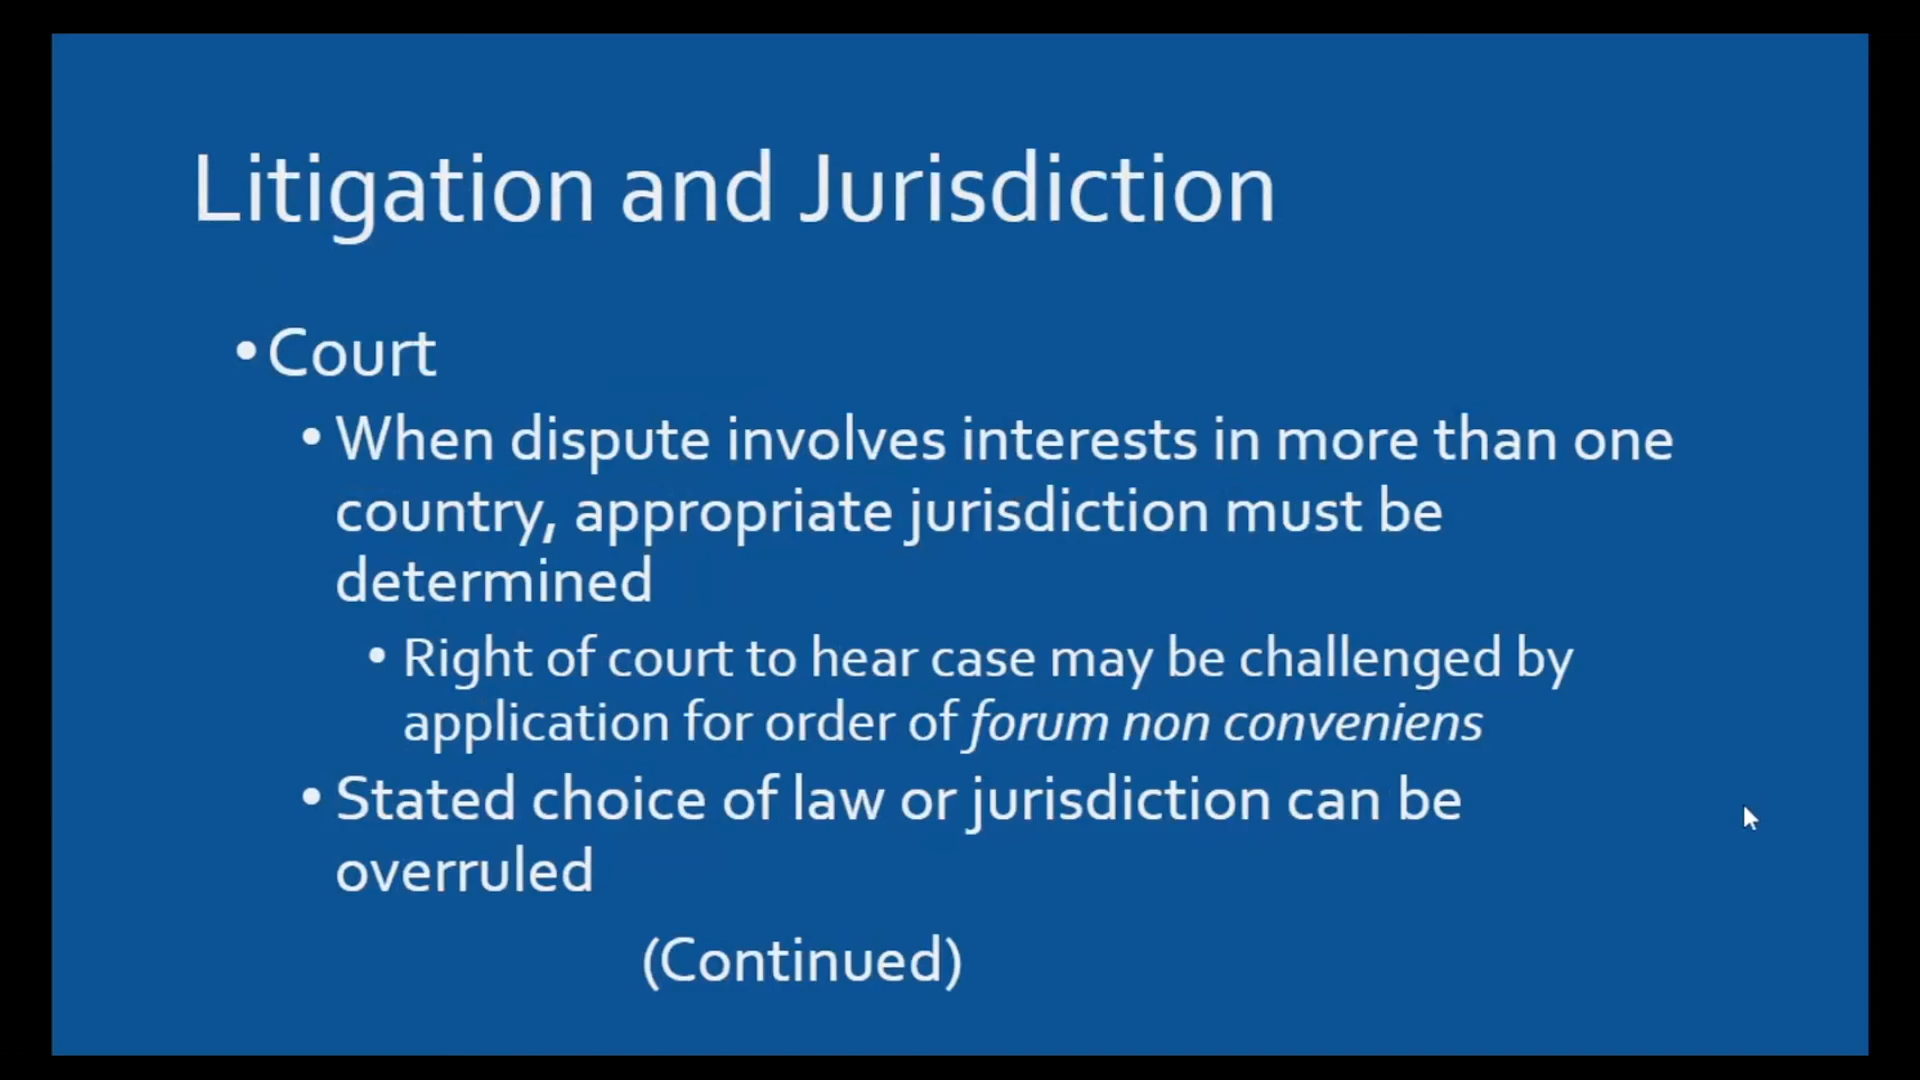 Litigation and Jurisdiction
•Court
• When dispute involves interests in more than one
country, appropriate jurisdiction must be
determined
• Right of court to hear case may be challenged by
application for order of forum non conveniens
• Stated choice of law or jurisdiction can be
overruled
(Continued)